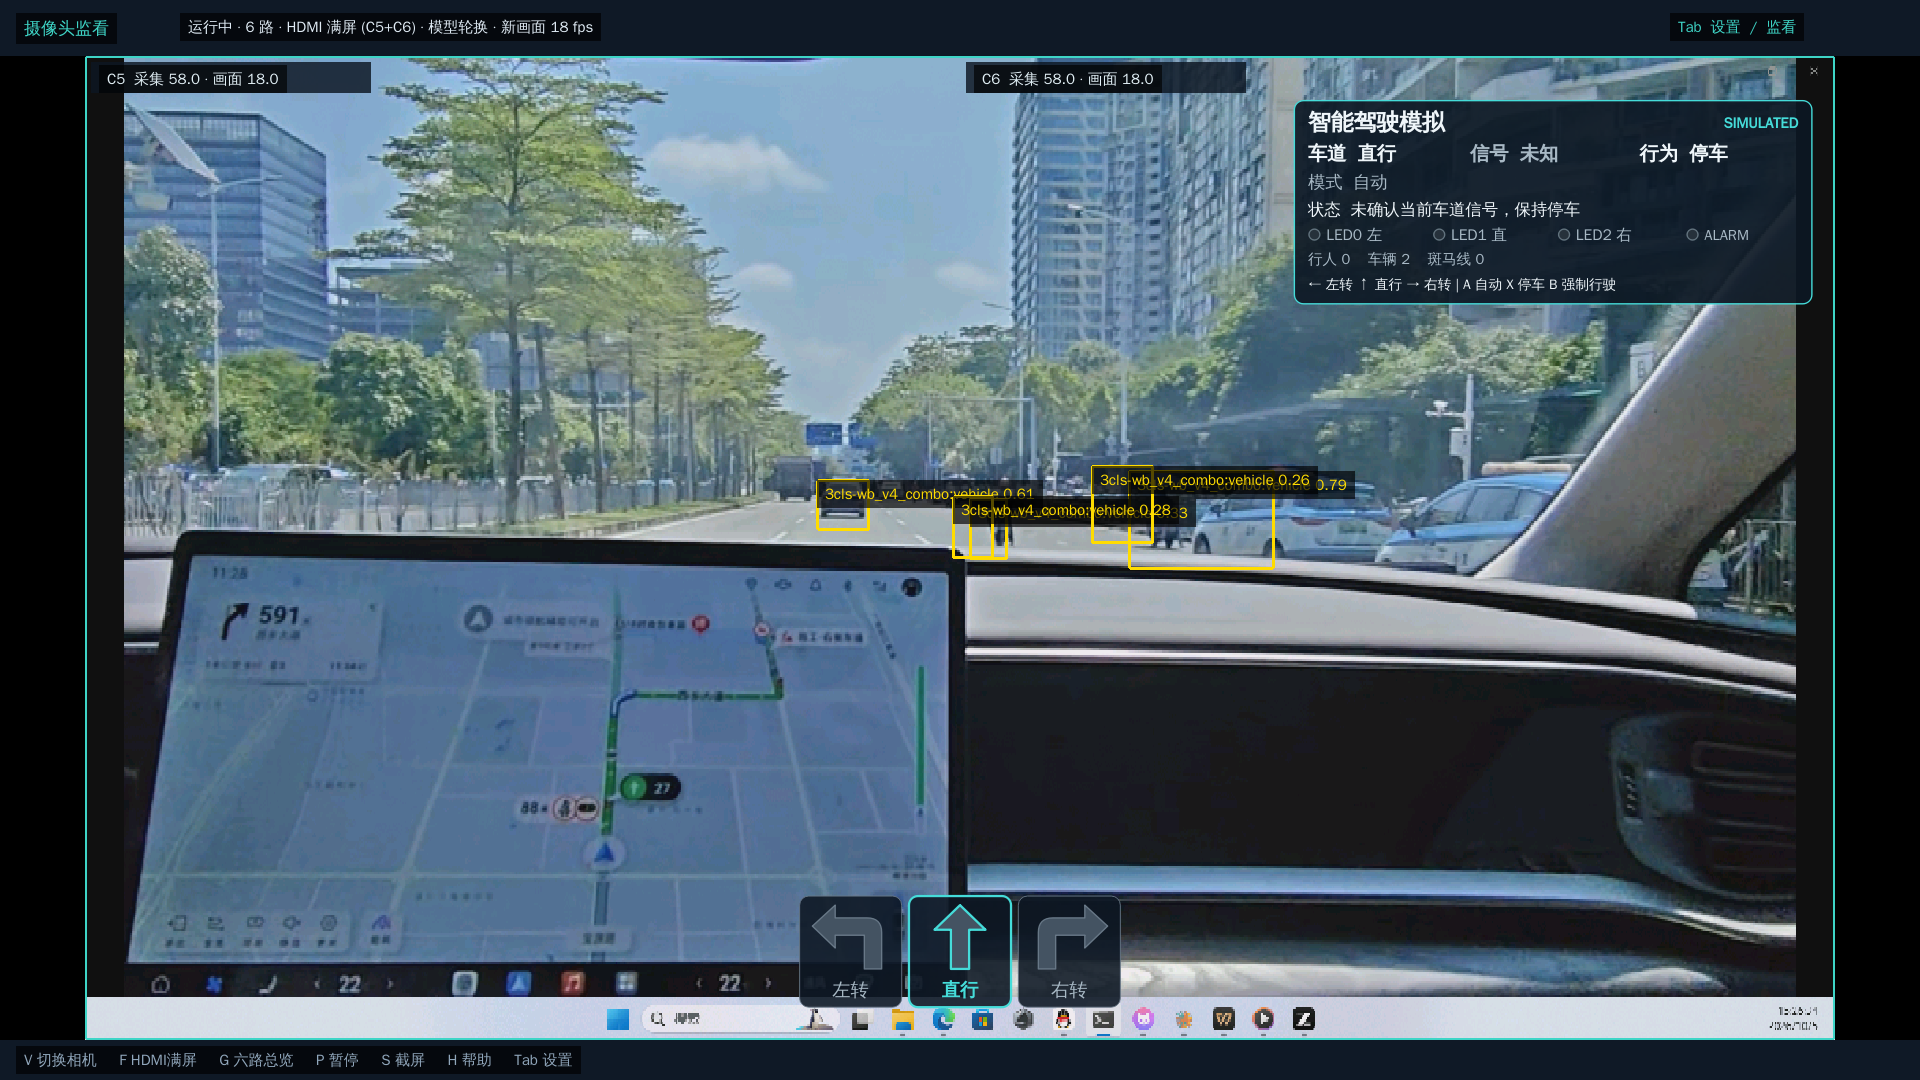 摄像头监看
运行中 · 6 路 · HDMI 满屏 (C5+C6) · 模型轮换 · 新画面 18 fps
Tab 设置 / 监看
C5 采集 58.0 · 画面 18.0
C6 采集 58.0 · 画面 18.0
智能驾驶模拟
SIMULATED
车道 直行 信号 未知 行为 停车
模式 自动
状态 未确认当前车道信号，保持停车
LED0 左 LED1 直 LED2 右 ALARM
行人 0 车辆 2 斑马线 0
← 左转 ↑ 直行 → 右转 | A 自动 X 停车 B 强制行驶
3cls-wb_v4_combo:vehicle 0.26
0.79
3cls-wb_v4_combo:vehicle 0.61
3cls-wb_v4_combo:vehicle 0.28
33
11:28
591
27
88
22
22
左转
直行
右转
V 切换相机 F HDMI满屏 G 六路总览 P 暂停 S 截屏 H 帮助 Tab 设置